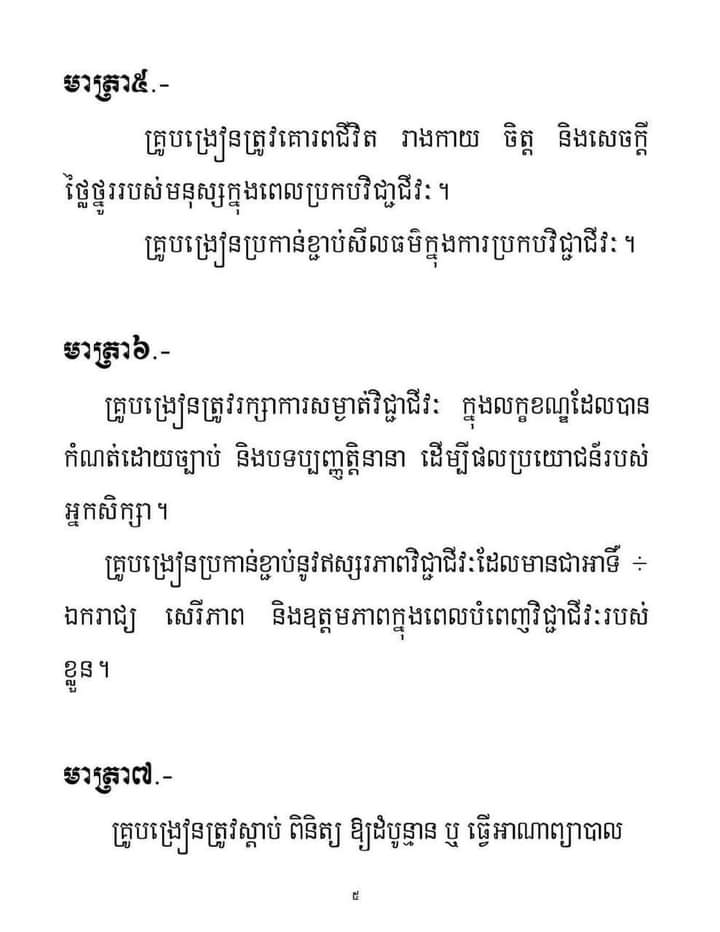 មាត្រា៥.-
គ្រូបង្រៀនត្រូវគោរពជីវិត រាងកាយ ចិត្ត និងសេចក្តី
ថ្លៃថ្នូររបស់មនុស្សក្នុងពេលប្រកបវិជ្ជាជីវៈ។
គ្រូបង្រៀនប្រកាន់ខ្ជាប់សីលធម៌ក្នុងការប្រកបវិជ្ជាជីវៈ។
មាត្រា៦.-
គ្រូបង្រៀនត្រូវរក្សាការសម្ងាត់វិជ្ជាជីវៈ ក្នុងលក្ខខណ្ឌដែលបាន
កំណត់ដោយច្បាប់ និងបទប្បញ្ញត្តិនានា ដើម្បីផលប្រយោជន៍របស់
អ្នកសិក្សា។
គ្រូបង្រៀនប្រកាន់ខ្ជាប់នូវឥស្សរភាពវិជ្ជាជីវៈដែលមានជាអាទិ៍ ÷
ឯករាជ្យ សេរីភាព និងឧត្តមភាពក្នុងពេលបំពេញវិជ្ជាជីវៈរបស់
ខ្លួន។
មាត្រា៧.-
គ្រូបង្រៀនត្រូវស្តាប់ ពិនិត្យ ឱ្យដំបូន្មាន ឬ ធ្វើអាណាព្យាបាល
៥